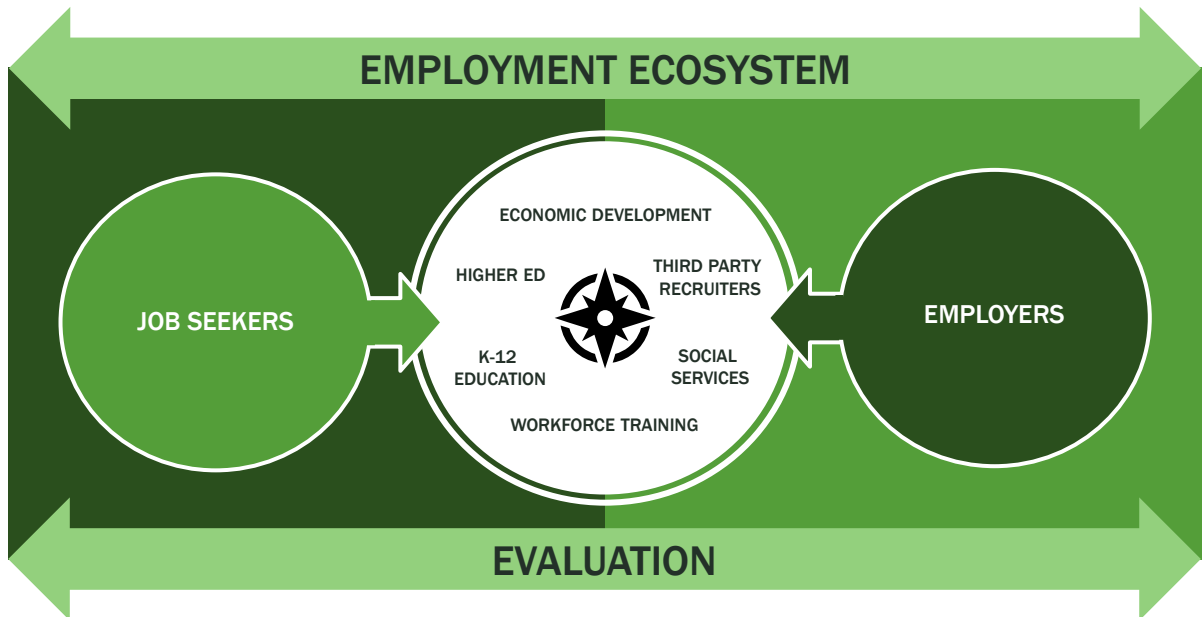 EMPLOYMENT ECOSYSTEM
ECONOMIC DEVELOPMENT
HIGHER ED
THIRD PARTY
RECRUITERS
JOB SEEKERS
EMPLOYERS
K-12
EDUCATION
SOCIAL
SERVICES
WORKFORCE TRAINING
EVALUATION